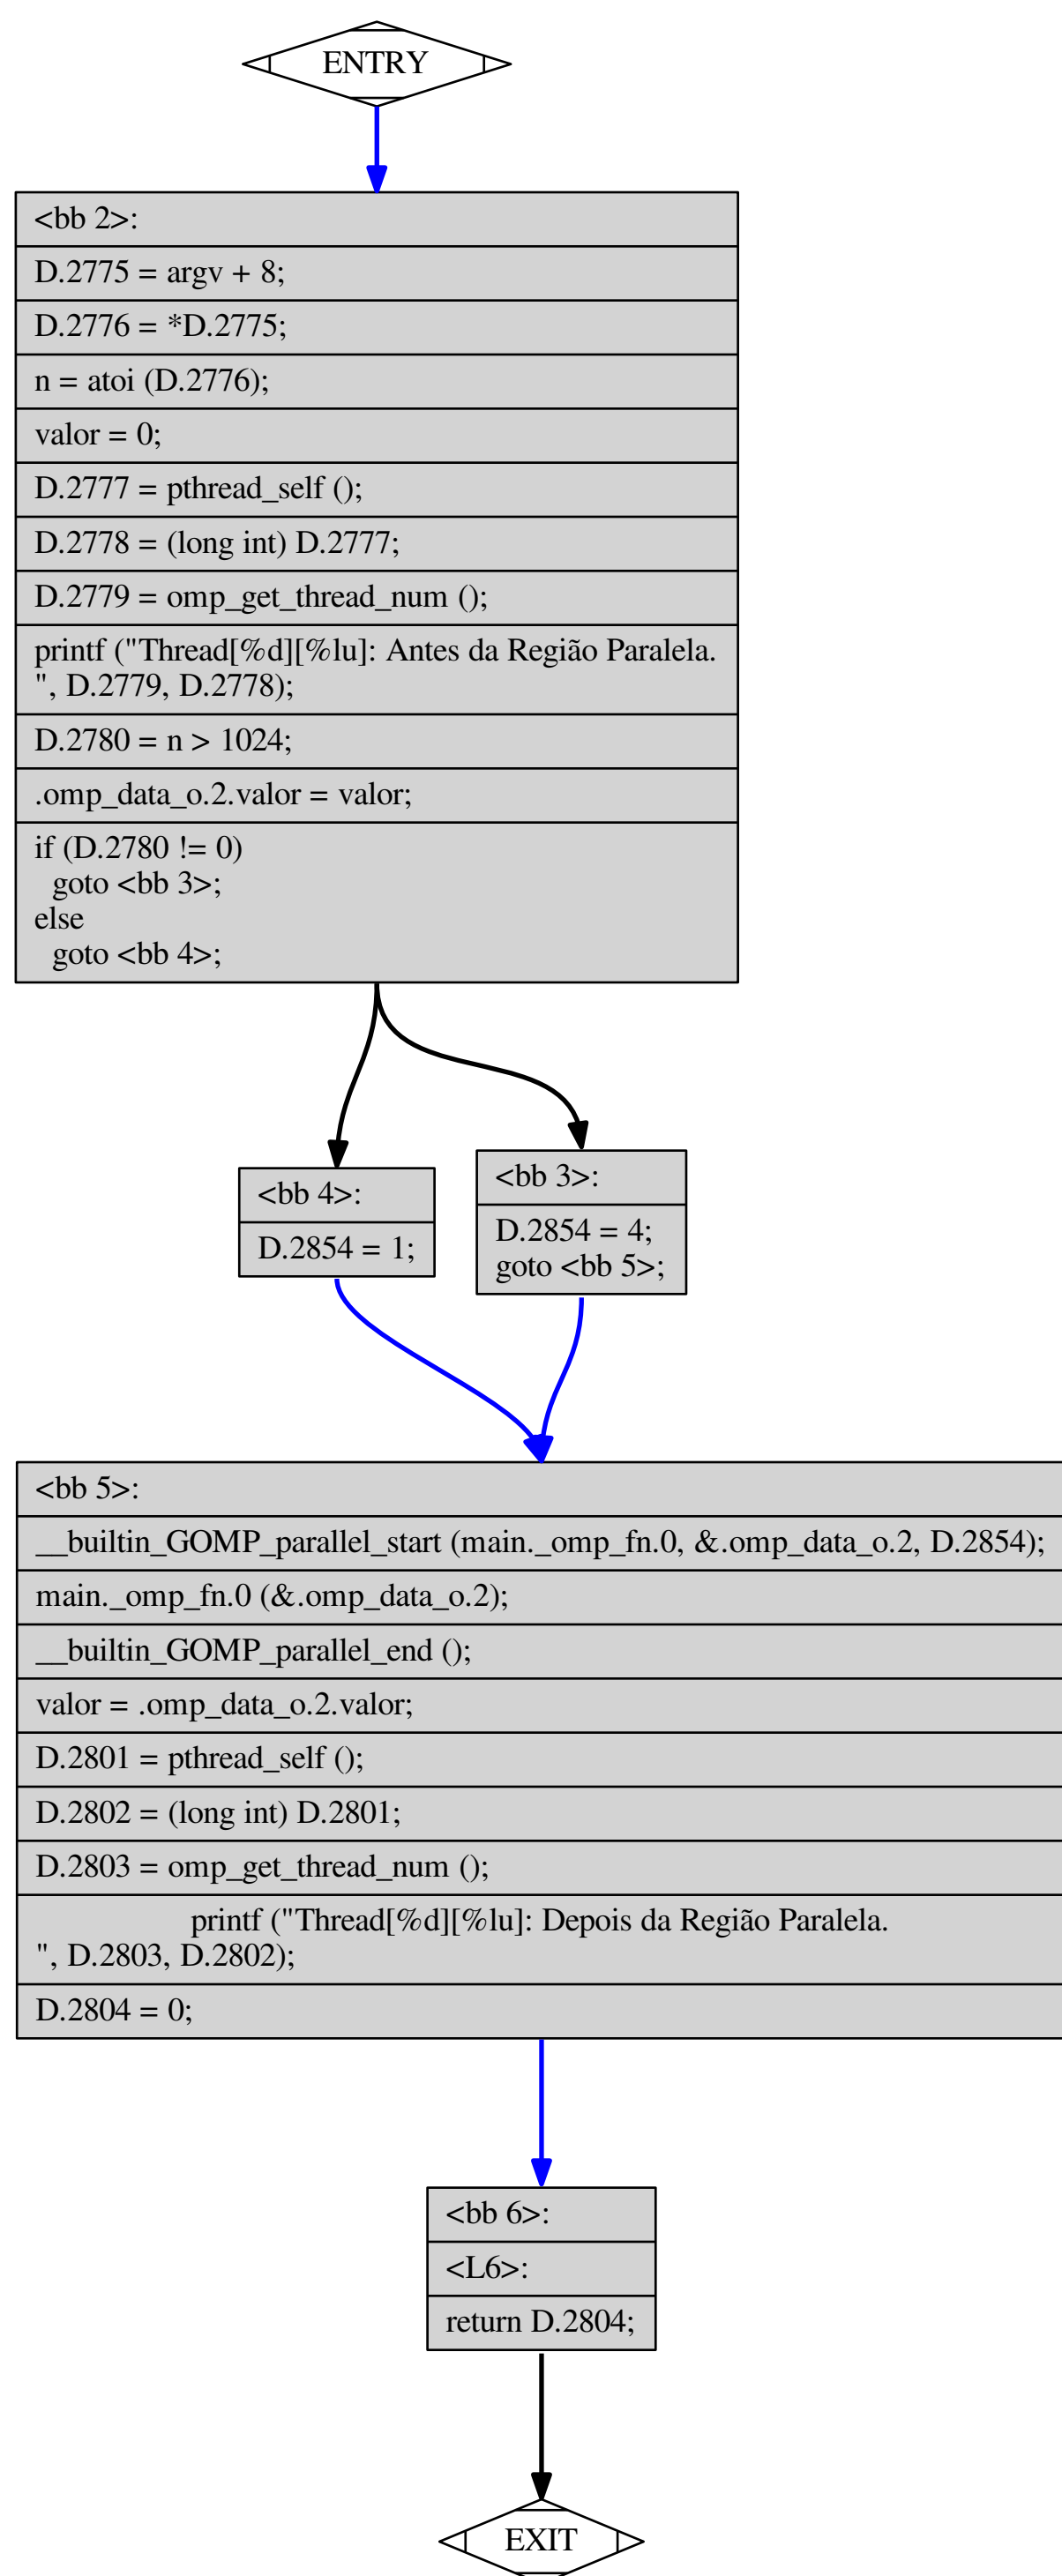 ENTRY
<bb 2>:
D.2775 = argv + 8;
D.2776 = *D.2775;
n = atoi (D.2776);
valor = 0;
D.2777 = pthread_self ();
D.2778 = (long int) D.2777;
D.2779 = omp_get_thread_num ();
printf ("Thread[%d][%lu]: Antes da Região Paralela.
", D.2779, D.2778);
D.2780 = n > 1024;
.omp_data_o.2.valor = valor;
if (D.2780 != 0)
goto <bb 3>;
else
goto <bb 4>;
<bb 4>:
D.2854 = 1;
<bb 3>:
D.2854 = 4;
goto <bb 5>;
<bb 5>:
__builtin_GOMP_parallel_start (main._omp_fn.0, &.omp_data_o.2, D.2854);
main._omp_fn.0 (&.omp_data_o.2);
__builtin_GOMP_parallel_end ();
valor = .omp_data_o.2.valor;
D.2801 = pthread_self ();
D.2802 = (long int) D.2801;
D.2803 = omp_get_thread_num ();
printf ("Thread[%d][%lu]: Depois da Região Paralela.
", D.2803, D.2802);
D.2804 = 0;
<bb 6>:
<L6>:
return D.2804;
EXIT